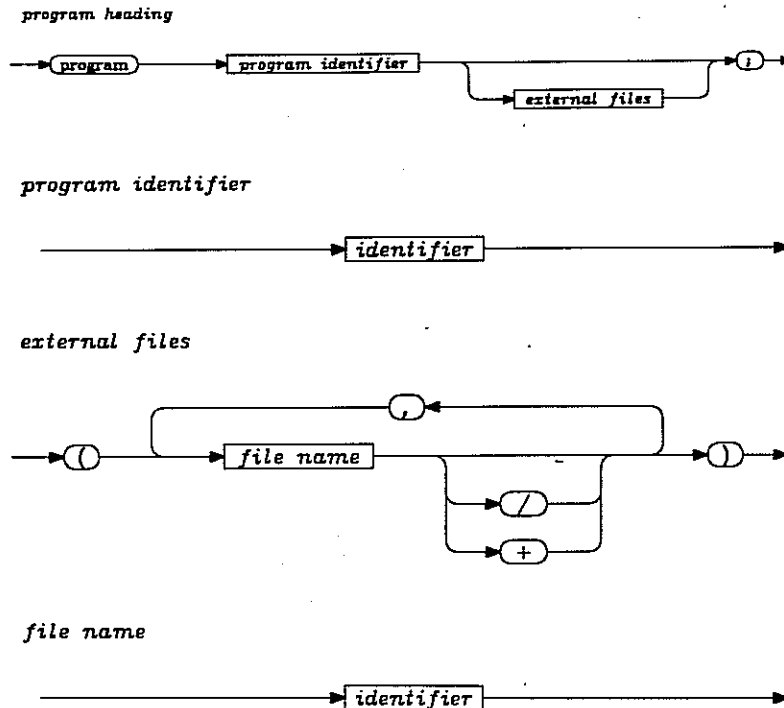 program heading
program program identifier ;
external files
program identifier
identifier
external files
,
( file name )
/
+
file name
identifier